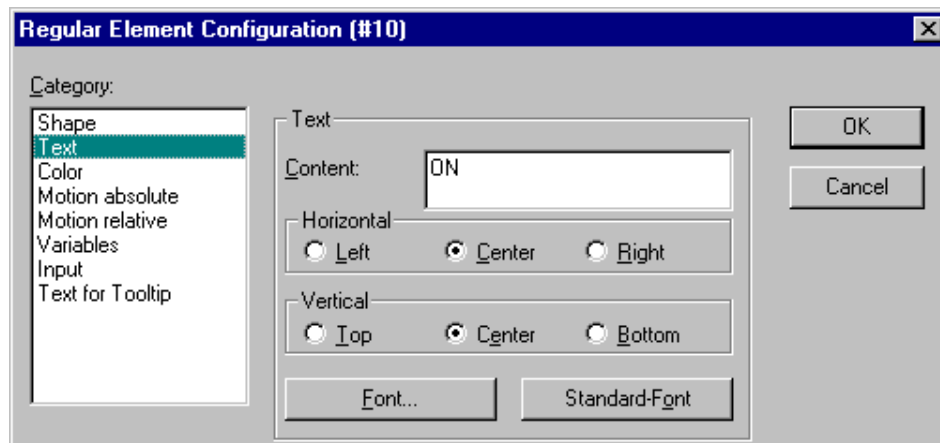 Regular Element Configuration (#10)
Category:
Shape
Text
Color
Motion absolute
Motion relative
Variables
Input
Text for Tooltip
Text
Content:
ON
Horizontal
Left
Center
Right
Vertical
Top
Center
Bottom
Font...
Standard-Font
OK
Cancel